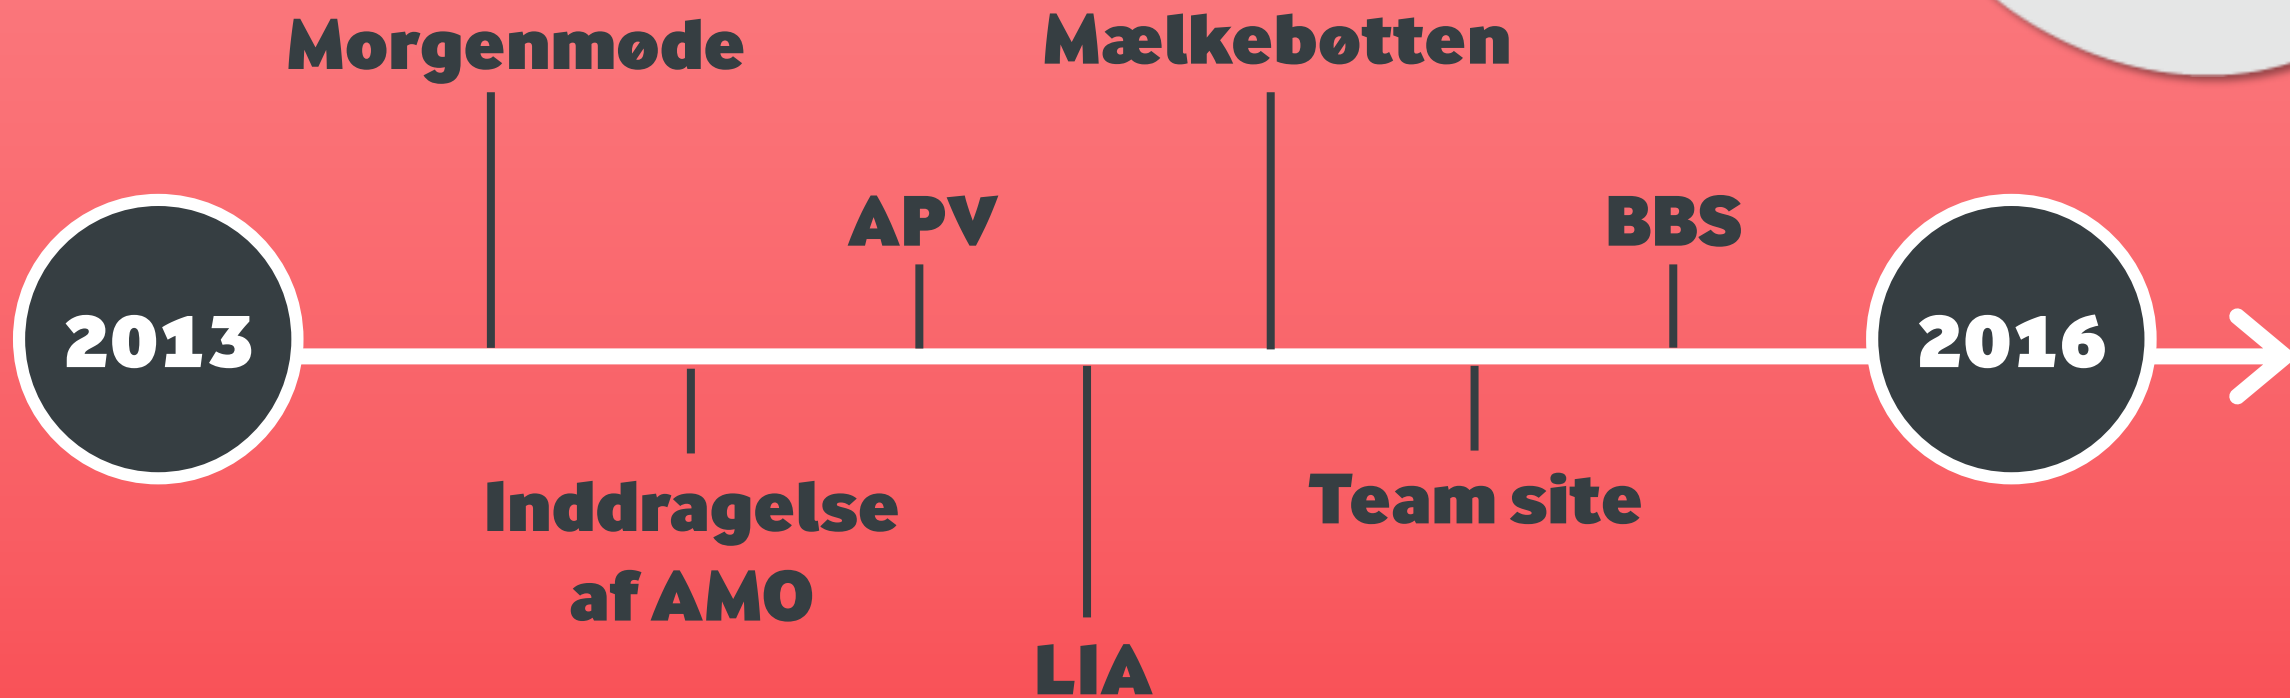 Morgenmøde
Mælkebøtten
APV
BBS
2013
2016
Inddragelse
af AMO
Team site
LIA